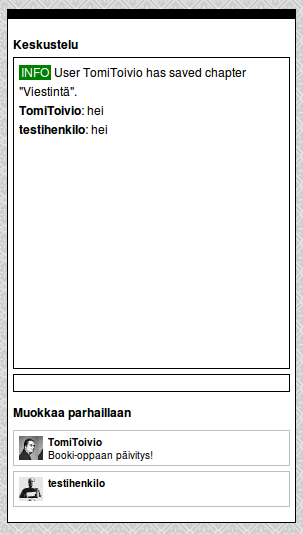 Keskustelu
INFO User TomiToivio has saved chapter
"Viestintä".
TomiToivio: hei
testihenkilo: hei
Muokkaa parhaillaan
TomiToivio
Booki-oppaan päivitys!
testihenkilo